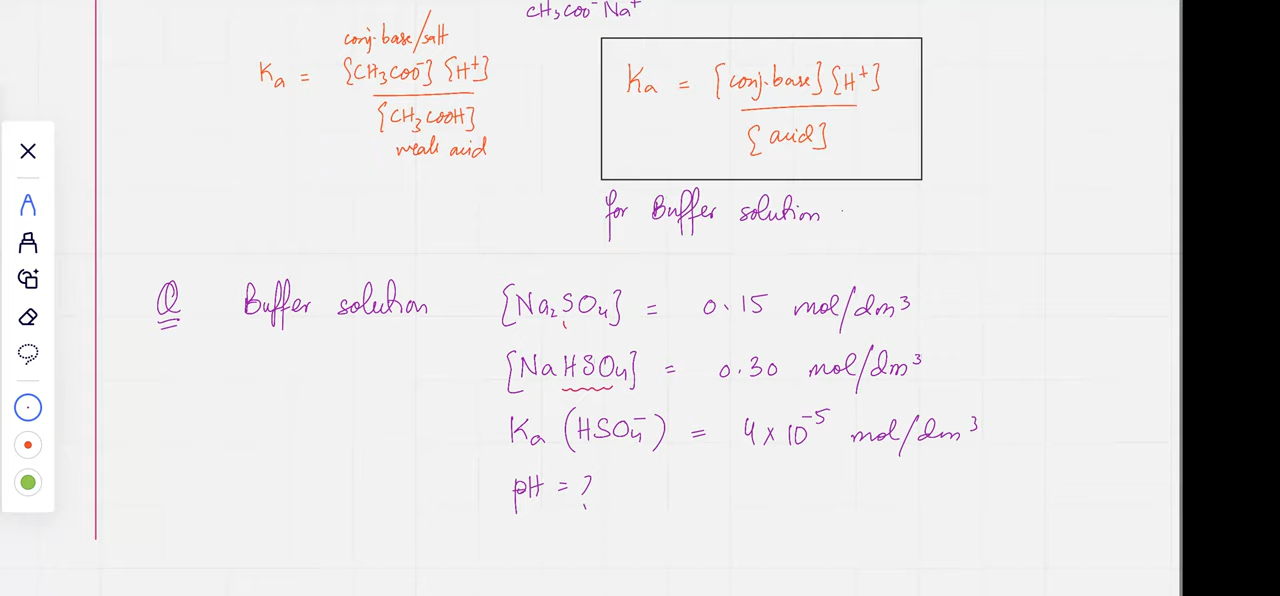 CH₃COO⁻Na⁺
conj. base/salt
Ka = [CH₃COO⁻] [H⁺]
[CH₃COOH]
weak acid
Ka = [conj. base] [H⁺]
[acid]
for Buffer solution
Q Buffer solution [Na₂SO₄] = 0.15 mol/dm³
[NaHSO₄] = 0.30 mol/dm³
Ka (HSO₄⁻) = 4 × 10⁻⁵ mol/dm³
pH = ?